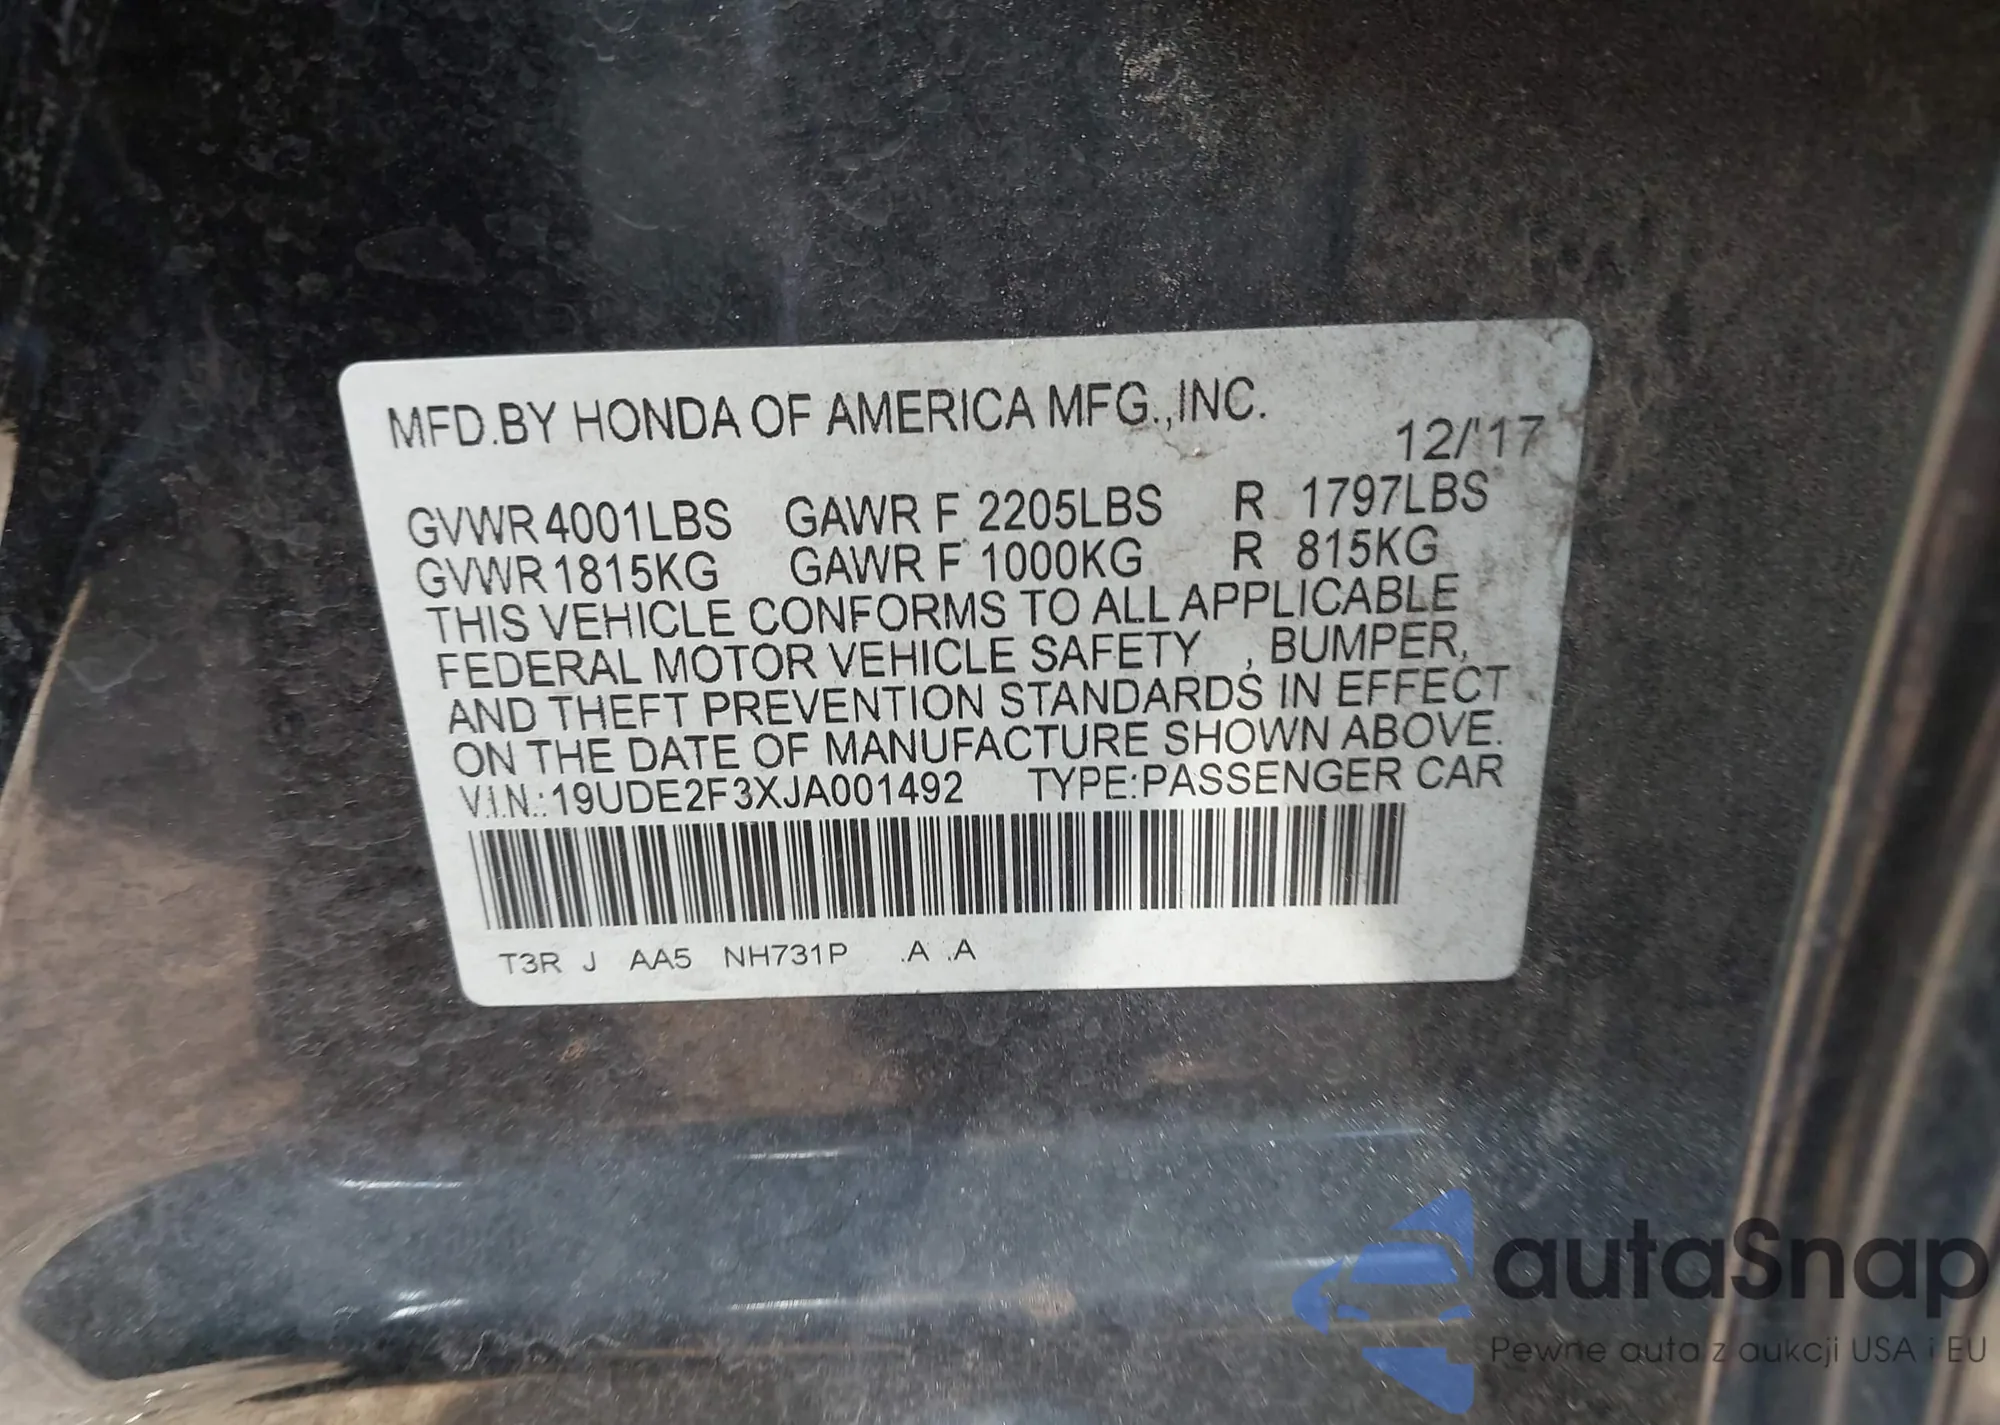 MFD.BY HONDA OF AMERICA MFG.,INC.
12/'17
GVWR 4001LBS GAWR F 2205LBS R 1797LBS
GVWR 1815KG GAWR F 1000KG R 815KG
THIS VEHICLE CONFORMS TO ALL APPLICABLE
FEDERAL MOTOR VEHICLE SAFETY , BUMPER,
AND THEFT PREVENTION STANDARDS IN EFFECT
ON THE DATE OF MANUFACTURE SHOWN ABOVE.
V.I.N.:19UDE2F3XJA001492 TYPE:PASSENGER CAR
T3R J AA5 NH731P .A .A
autaSnap
Pewne auta z aukcji USA i EU